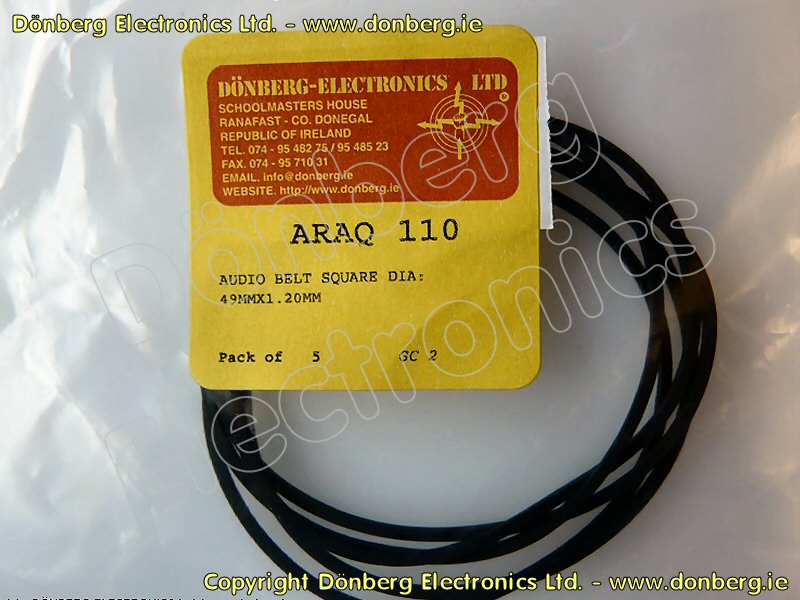 Dönberg Electronics Ltd. - www.donberg.ie
DÖNBERG-ELECTRONICS LTD
®
SCHOOLMASTERS HOUSE
RANAFAST - CO. DONEGAL
REPUBLIC OF IRELAND
TEL. 074 - 95 482 75 / 95 485 23
FAX. 074 - 95 710 31
EMAIL. info@donberg.ie
WEBSITE. http://www.donberg.ie
ARAQ 110
AUDIO BELT SQUARE DIA:
49MMX1.20MM
Pack of 5 GC 2
Dönberg
Electronics
Copyright Dönberg Electronics Ltd. - www.donberg.ie